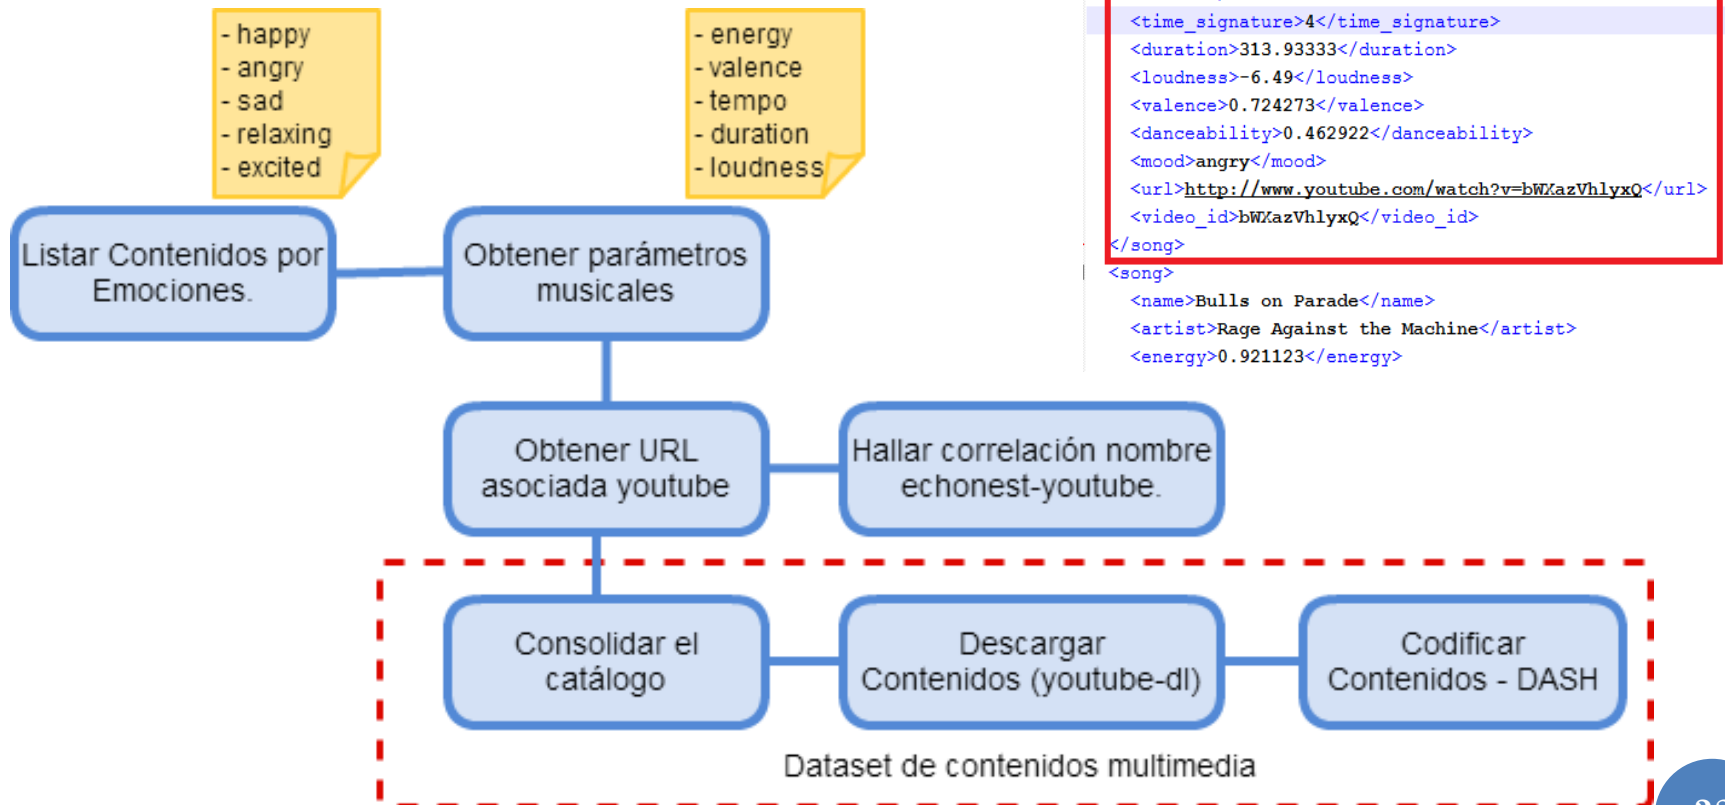 - happy
- angry
- sad
- relaxing
- excited
- energy
- valence
- tempo
- duration
- loudness
<time_signature>4</time_signature>
<duration>313.93333</duration>
<loudness>-6.49</loudness>
<valence>0.724273</valence>
<danceability>0.462922</danceability>
<mood>angry</mood>
<url>http://www.youtube.com/watch?v=bWXazVhlyxQ</url>
<video_id>bWXazVhlyxQ</video_id>
</song>
<song>
<name>Bulls on Parade</name>
<artist>Rage Against the Machine</artist>
<energy>0.921123</energy>
Listar Contenidos por
Emociones.
Obtener parámetros
musicales
Obtener URL
asociada youtube
Hallar correlación nombre
echonest-youtube.
Consolidar el
catálogo
Descargar
Contenidos (youtube-dl)
Codificar
Contenidos - DASH
Dataset de contenidos multimedia